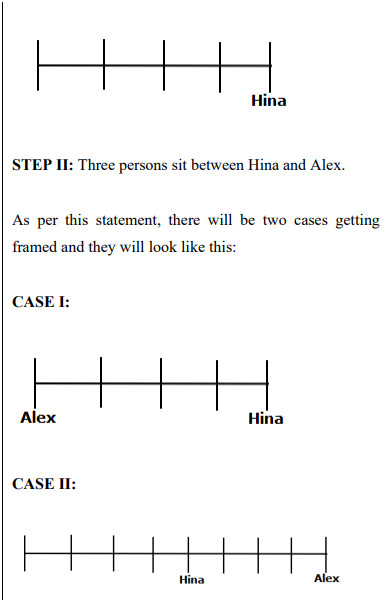 Hina
STEP II: Three persons sit between Hina and Alex.
As per this statement, there will be two cases getting
framed and they will look like this:
CASE I:
Alex Hina
CASE II:
Hina Alex